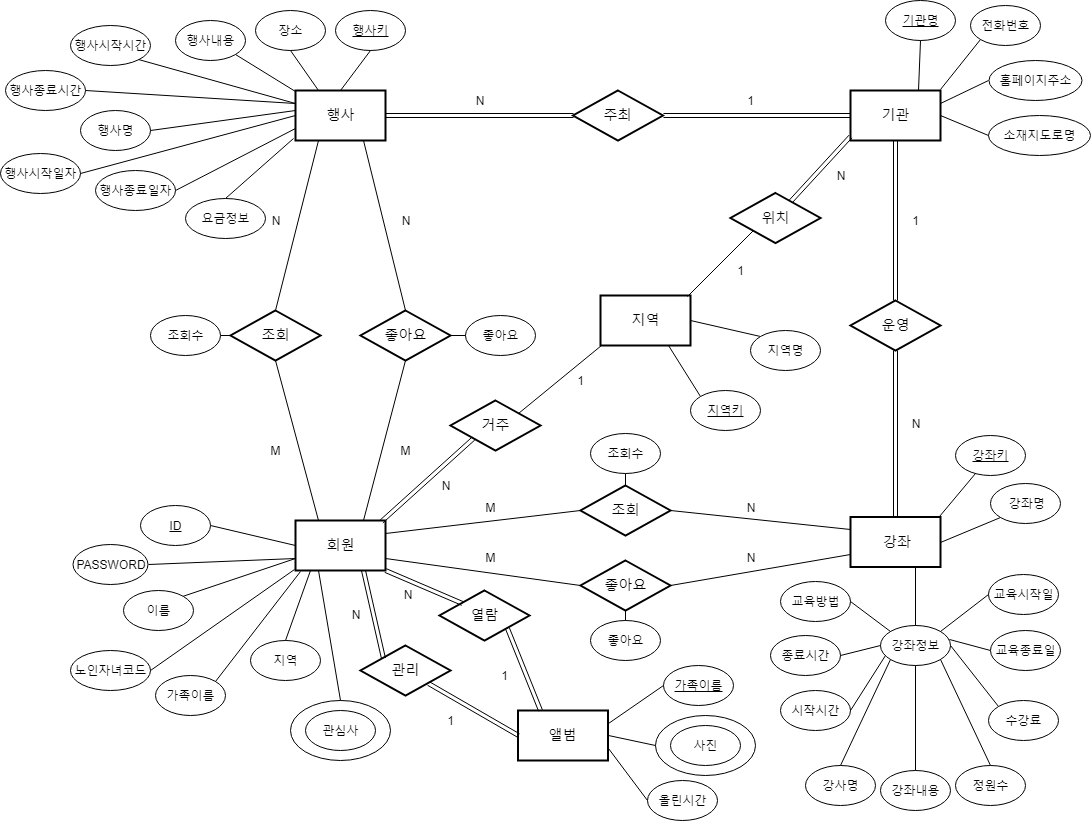 장소
행사키
기관명
전화번호
행사내용
행사시작시간
홈페이지주소
행사종료시간
행사
N
주최
1
기관
행사명
소재지도로명
행사시작일자
행사종료일자
N
요금정보
N
N
위치
1
1
지역
조회수
조회
좋아요
좋아요
운영
지역명
1
지역키
거주
N
M
M
조회수
강좌키
N
강좌명
M
조회
N
ID
회원
강좌
M
N
PASSWORD
좋아요
N
교육시작일
교육방법
이름
N
열람
좋아요
강좌정보
교육종료일
종료시간
지역
노인자녀코드
관리
1
가족이름
가족이름
시작시간
수강료
1
관심사
앨범
사진
강사명
강좌내용
정원수
올린시간